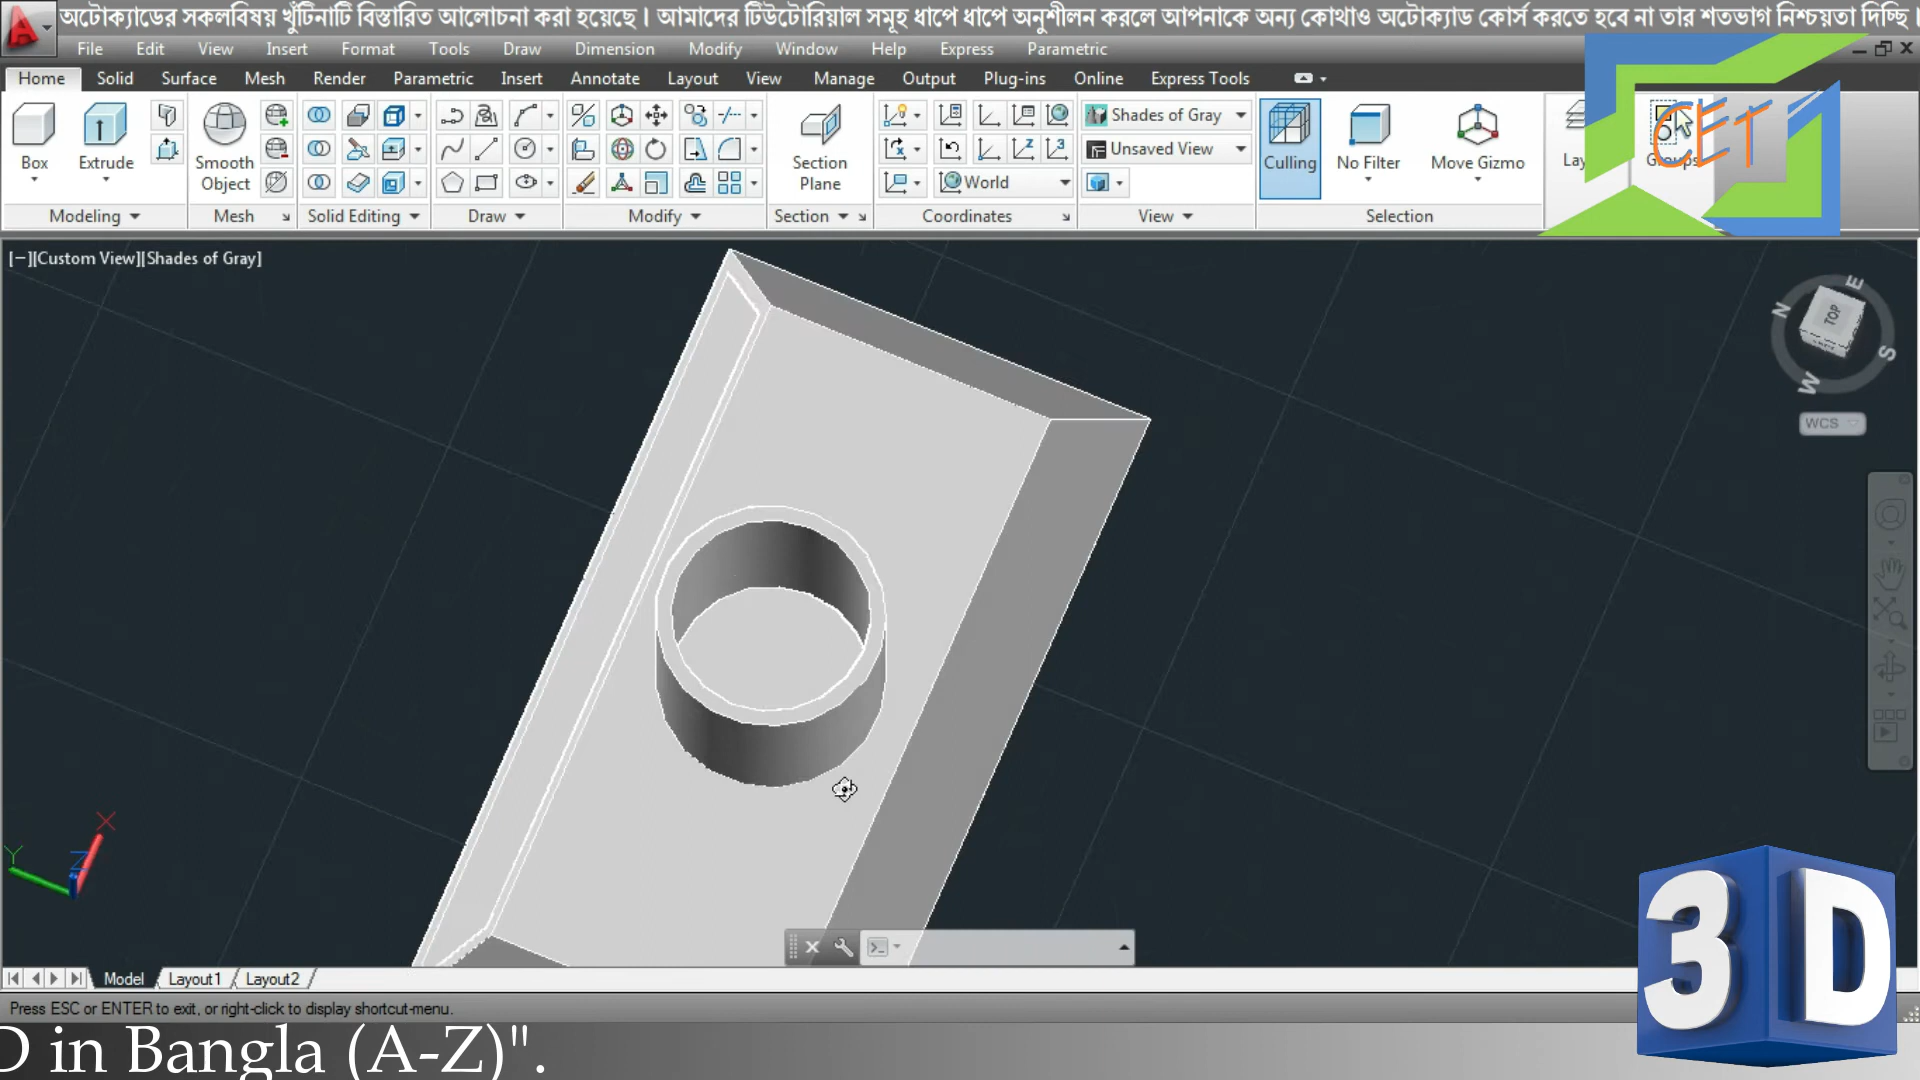 অটোক্যাডের সকলবিষয় খুঁটিনাটি বিস্তারিত আলোচনা করা হয়েছে। আমাদের টিউটোরিয়াল সমূহ ধাপে ধাপে অনুশীলন করলে আপনাকে অন্য কোথাও অটোক্যাড কোর্স করতে হবে না তার শতভাগ নিশ্চয়তা দিচ্ছি।
File Edit View Insert Format Tools Draw Dimension Modify Window Help Express Parametric
Home Solid Surface Mesh Render Parametric Insert Annotate Layout View Manage Output Plug-ins Online Express Tools
Box Extrude Smooth Object Section Plane Shades of Gray Unsaved View World Culling No Filter Move Gizmo Groups
CET
Modeling Mesh Solid Editing Draw Modify Section Coordinates View Selection
[−][Custom View][Shades of Gray]
E
N TOP
S
W
WCS
X
Y Z
Model Layout1 Layout2
Press ESC or ENTER to exit, or right-click to display shortcut-menu.
3D
D in Bangla (A-Z)".